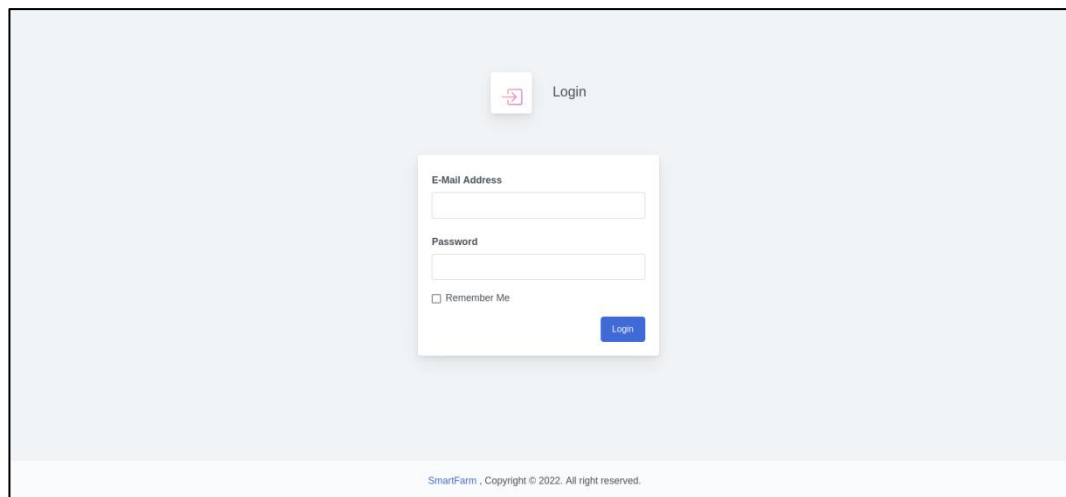 Login
E-Mail Address
Password
Remember Me
Login
SmartFarm , Copyright © 2022. All right reserved.